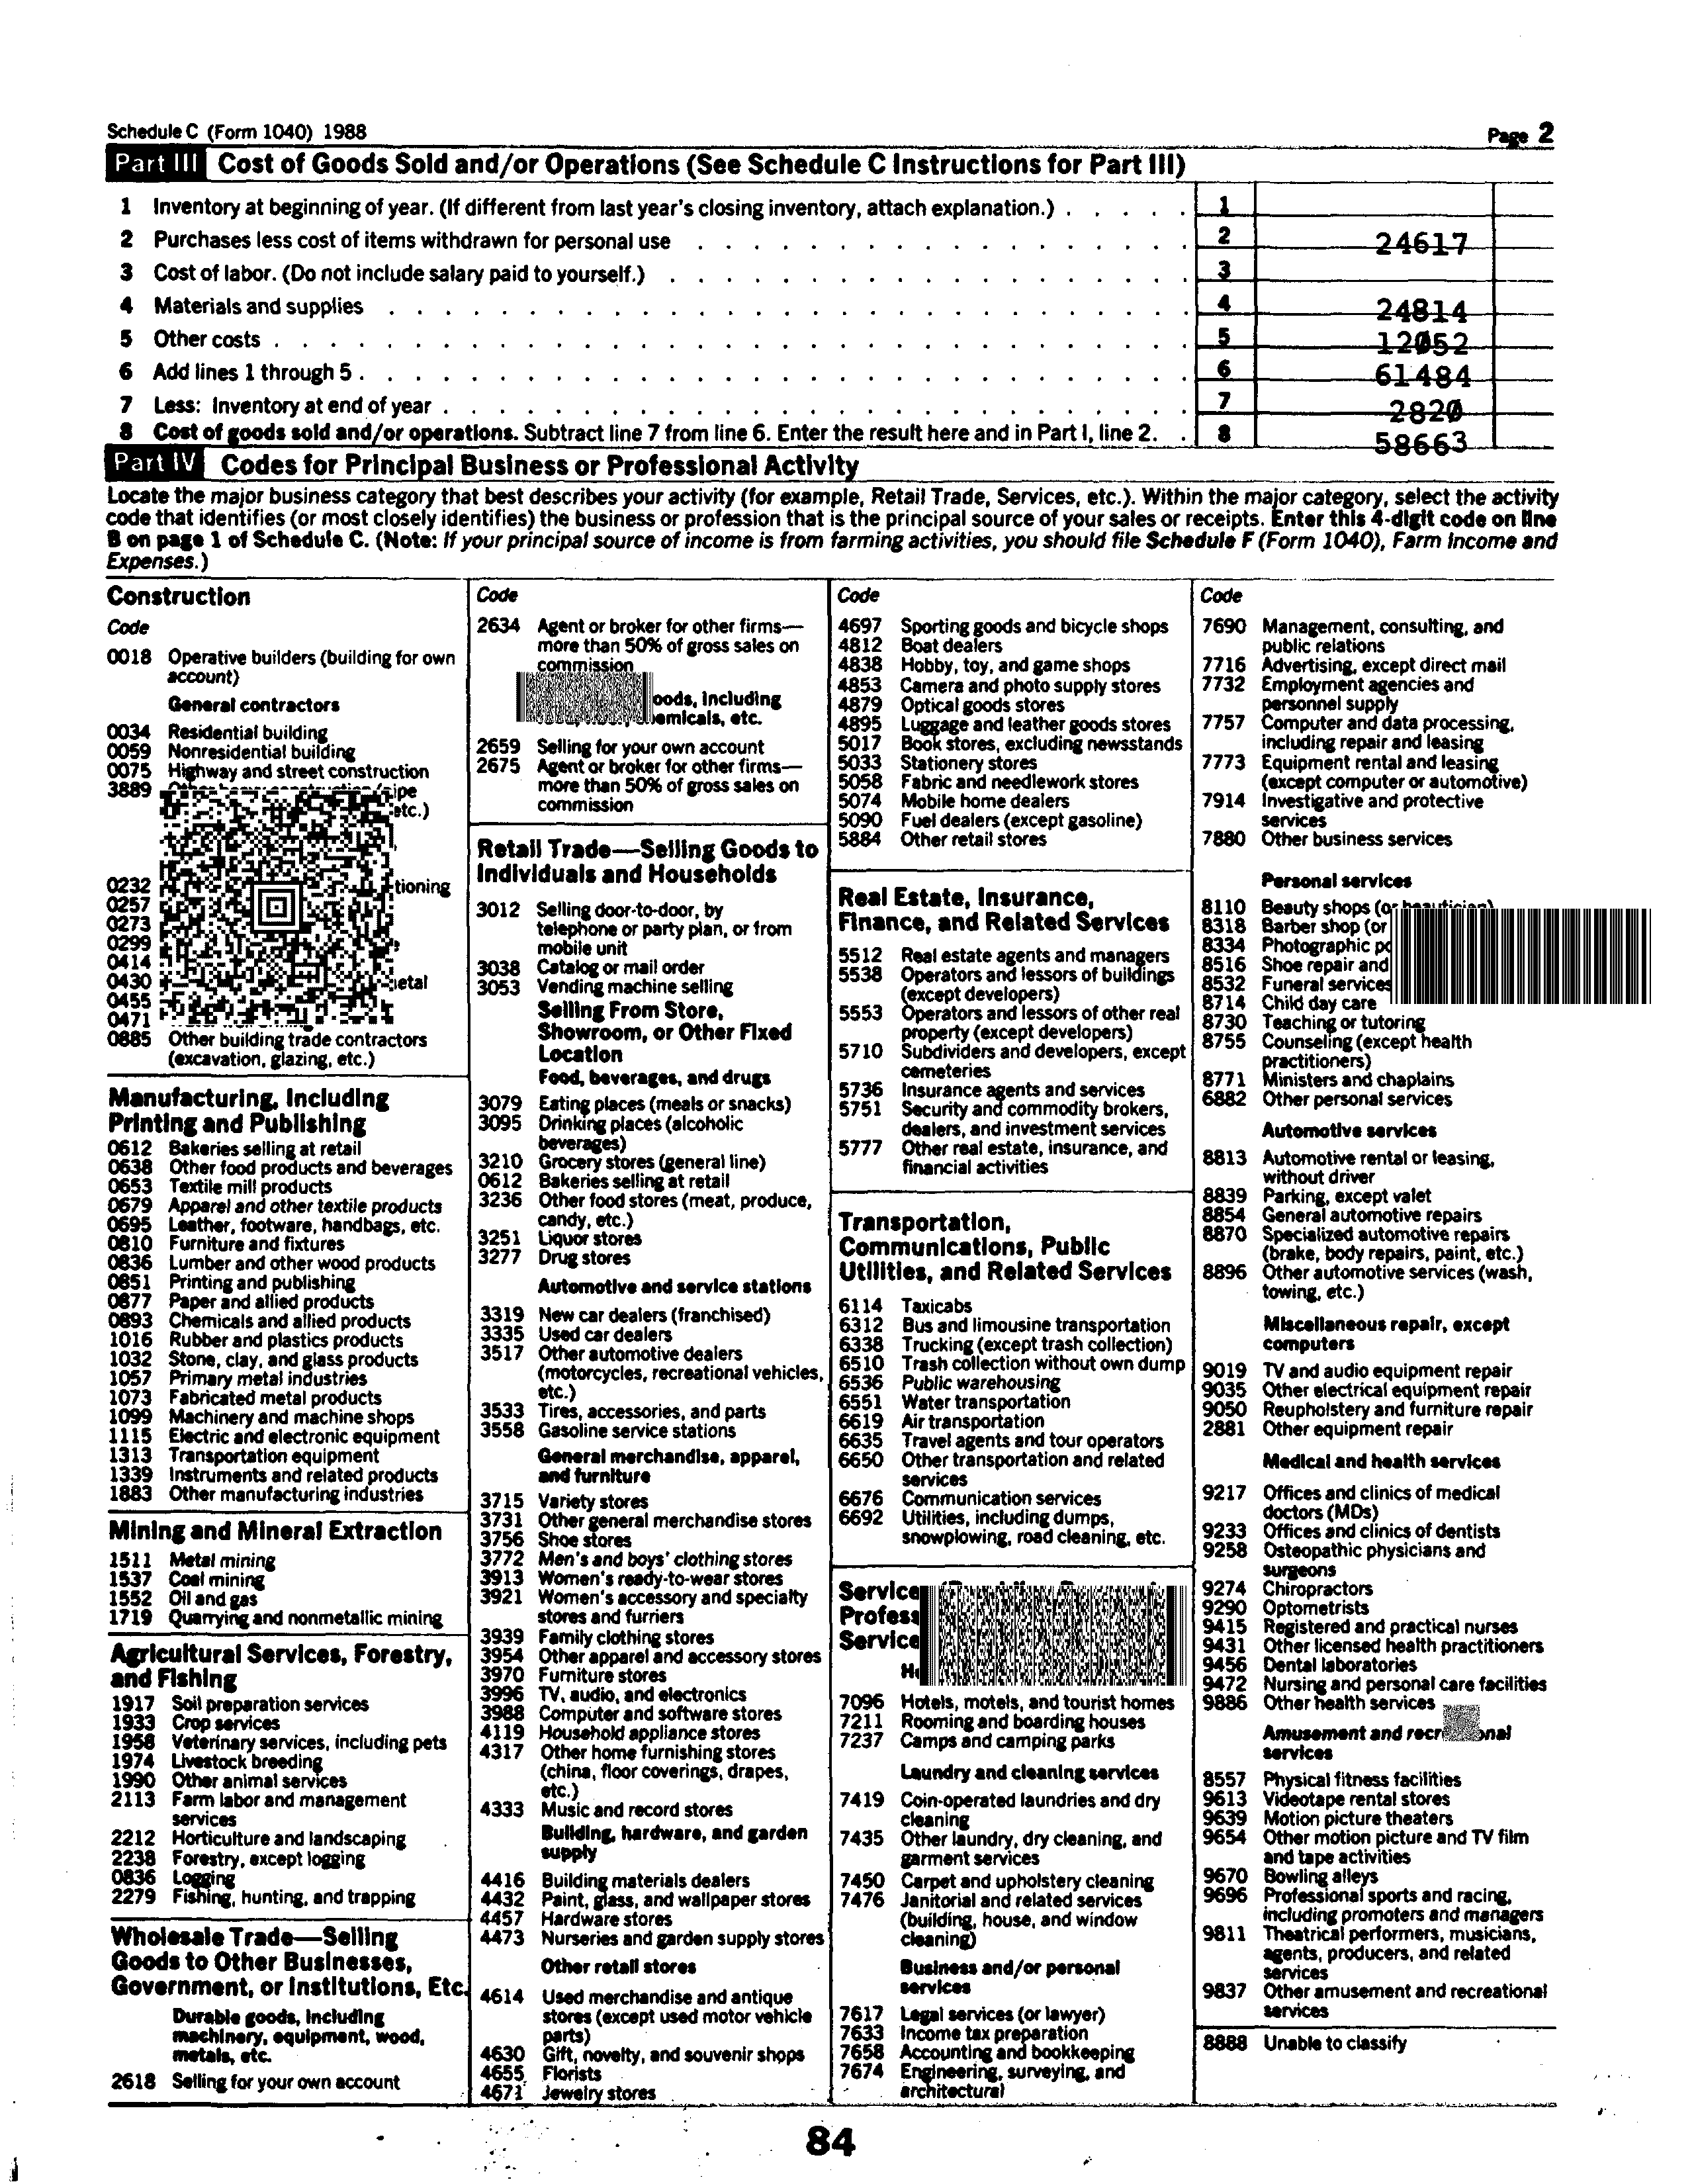 Schedule C (Form 1040) 1988
Page 2
Part III Cost of Goods Sold and/or Operations (See Schedule C Instructions for Part III)
1 Inventory at beginning of year. (If different from last year's closing inventory, attach explanation.) . . . . . 1
2 Purchases less cost of items withdrawn for personal use 2 24617
3 Cost of labor. (Do not include salary paid to yourself.) 3
4 Materials and supplies 4 24814
5 Other costs 5 12052
6 Add lines 1 through 5 6 61484
7 Less: Inventory at end of year 7 2820
8 Cost of goods sold and/or operations. Subtract line 7 from line 6. Enter the result here and in Part I, line 2. 8 58663
Part IV Codes for Principal Business or Professional Activity
Locate the major business category that best describes your activity (for example, Retail Trade, Services, etc.). Within the major category, select the activity
code that identifies (or most closely identifies) the business or profession that is the principal source of your sales or receipts. Enter this 4-digit code on line
B on page 1 of Schedule C. (Note: If your principal source of income is from farming activities, you should file Schedule F (Form 1040), Farm Income and
Expenses.)
Construction
Code
0018 Operative builders (building for own
account)
General contractors
0034 Residential building
0059 Nonresidential building
0075 Highway and street construction
3889
etc.)
0232
0257
0273
0299
0414
0430
0455
0471
0885 Other building trade contractors
(excavation, glazing, etc.)
Manufacturing, Including
Printing and Publishing
0612 Bakeries selling at retail
0638 Other food products and beverages
0653 Textile mill products
0679 Apparel and other textile products
0695 Leather, footware, handbags, etc.
0810 Furniture and fixtures
0836 Lumber and other wood products
0851 Printing and publishing
0877 Paper and allied products
0893 Chemicals and allied products
1016 Rubber and plastics products
1032 Stone, clay, and glass products
1057 Primary metal industries
1073 Fabricated metal products
1099 Machinery and machine shops
1115 Electric and electronic equipment
1313 Transportation equipment
1339 Instruments and related products
1883 Other manufacturing industries
Mining and Mineral Extraction
1511 Metal mining
1537 Coal mining
1552 Oil and gas
1719 Quarrying and nonmetallic mining
Agricultural Services, Forestry,
and Fishing
1917 Soil preparation services
1933 Crop services
1958 Veterinary services, including pets
1974 Livestock breeding
1990 Other animal services
2113 Farm labor and management
services
2212 Horticulture and landscaping
2238 Forestry, except logging
0836 Logging
2279 Fishing, hunting, and trapping
Wholesale Trade—Selling
Goods to Other Businesses,
Government, or Institutions, Etc.
Durable goods, including
machinery, equipment, wood,
metals, etc.
2618 Selling for your own account
Code
2634 Agent or broker for other firms—
more than 50% of gross sales on
commission
including
etc.
2659 Selling for your own account
2675 Agent or broker for other firms—
more than 50% of gross sales on
commission
Retail Trade—Selling Goods to
Individuals and Households
3012 Selling door-to-door, by
telephone or party plan, or from
mobile unit
3038 Catalog or mail order
3053 Vending machine selling
Selling From Store,
Showroom, or Other Fixed
Location
Food, beverages, and drugs
3079 Eating places (meals or snacks)
3095 Drinking places (alcoholic
beverages)
3210 Grocery stores (general line)
0612 Bakeries selling at retail
3236 Other food stores (meat, produce,
candy, etc.)
3251 Liquor stores
3277 Drug stores
Automotive and service stations
3319 New car dealers (franchised)
3335 Used car dealers
3517 Other automotive dealers
(motorcycles, recreational vehicles,
etc.)
3533 Tires, accessories, and parts
3558 Gasoline service stations
General merchandise, apparel,
and furniture
3715 Variety stores
3731 Other general merchandise stores
3756 Shoe stores
3772 Men's and boys' clothing stores
3913 Women's ready-to-wear stores
3921 Women's accessory and specialty
stores and furriers
3939 Family clothing stores
3954 Other apparel and accessory stores
3970 Furniture stores
3996 TV, audio, and electronics
3988 Computer and software stores
4119 Household appliance stores
4317 Other home furnishing stores
(china, floor coverings, drapes,
etc.)
4333 Music and record stores
Building, hardware, and garden
supply
4416 Building materials dealers
4432 Paint, glass, and wallpaper stores
4457 Hardware stores
4473 Nurseries and garden supply stores
Other retail stores
4614 Used merchandise and antique
stores (except used motor vehicle
parts)
4630 Gift, novelty, and souvenir shops
4655 Florists
4671 Jewelry stores
Code
4697 Sporting goods and bicycle shops
4812 Boat dealers
4838 Hobby, toy, and game shops
4853 Camera and photo supply stores
4879 Optical goods stores
4895 Luggage and leather goods stores
5017 Book stores, excluding newsstands
5033 Stationery stores
5058 Fabric and needlework stores
5074 Mobile home dealers
5090 Fuel dealers (except gasoline)
5884 Other retail stores
Real Estate, Insurance,
Finance, and Related Services
5512 Real estate agents and managers
5538 Operators and lessors of buildings
(except developers)
5553 Operators and lessors of other real
property (except developers)
5710 Subdividers and developers, except
cemeteries
5736 Insurance agents and services
5751 Security and commodity brokers,
dealers, and investment services
5777 Other real estate, insurance, and
financial activities
Transportation,
Communications, Public
Utilities, and Related Services
6114 Taxicabs
6312 Bus and limousine transportation
6338 Trucking (except trash collection)
6510 Trash collection without own dump
6536 Public warehousing
6551 Water transportation
6619 Air transportation
6635 Travel agents and tour operators
6650 Other transportation and related
services
6676 Communication services
6692 Utilities, including dumps,
snowplowing, road cleaning, etc.
7096 Hotels, motels, and tourist homes
7211 Rooming and boarding houses
7237 Camps and camping parks
Laundry and cleaning services
7419 Coin-operated laundries and dry
cleaning
7435 Other laundry, dry cleaning, and
garment services
7450 Carpet and upholstery cleaning
7476 Janitorial and related services
(building, house, and window
cleaning)
Business and/or personal
services
7617 Legal services (or lawyer)
7633 Income tax preparation
7658 Accounting and bookkeeping
7674 Engineering, surveying, and
architectural
Code
7690 Management, consulting, and
public relations
7716 Advertising, except direct mail
7732 Employment agencies and
personnel supply
7757 Computer and data processing,
including repair and leasing
7773 Equipment rental and leasing
(except computer or automotive)
7914 Investigative and protective
services
7880 Other business services
Personal services
8110 Beauty shops (or beautician)
8318 Barber shop (or
8334 Photographic
8516 Shoe repair and
8532 Funeral services
8714 Child day care
8730 Teaching or tutoring
8755 Counseling (except health
practitioners)
8771 Ministers and chaplains
6882 Other personal services
Automotive services
8813 Automotive rental or leasing,
without driver
8839 Parking, except valet
8854 General automotive repairs
8870 Specialized automotive repairs
(brake, body repairs, paint, etc.)
8896 Other automotive services (wash,
towing, etc.)
Miscellaneous repair, except
computers
9019 TV and audio equipment repair
9035 Other electrical equipment repair
9050 Reupholstery and furniture repair
2881 Other equipment repair
Medical and health services
9217 Offices and clinics of medical
doctors (MDs)
9233 Offices and clinics of dentists
9258 Osteopathic physicians and
surgeons
9274 Chiropractors
9290 Optometrists
9415 Registered and practical nurses
9431 Other licensed health practitioners
9456 Dental laboratories
9472 Nursing and personal care facilities
9886 Other health services
Amusement and
services
8557 Physical fitness facilities
9613 Videotape rental stores
9639 Motion picture theaters
9654 Other motion picture and TV film
and tape activities
9670 Bowling alleys
9696 Professional sports and racing,
including promoters and managers
9811 Theatrical performers, musicians,
agents, producers, and related
services
9837 Other amusement and recreational
services
8888 Unable to classify
84